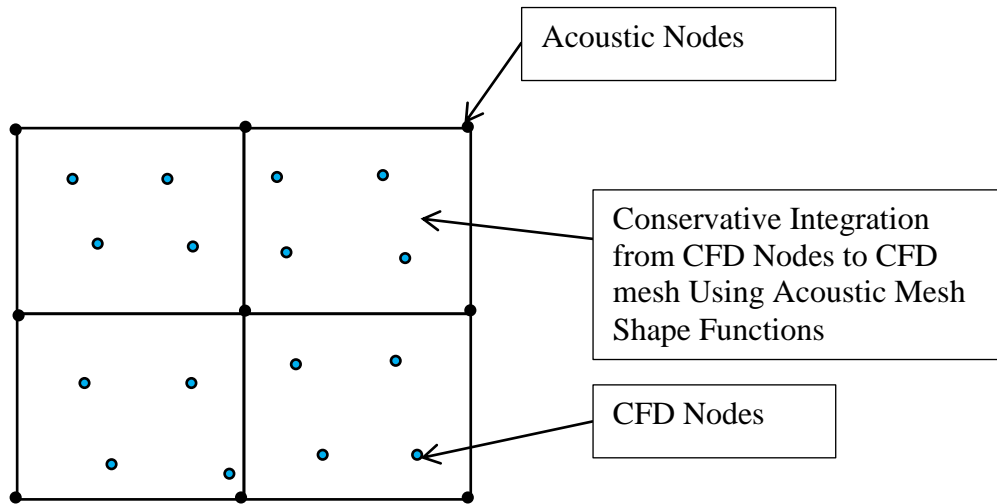 Acoustic Nodes
Conservative Integration
from CFD Nodes to CFD
mesh Using Acoustic Mesh
Shape Functions
CFD Nodes